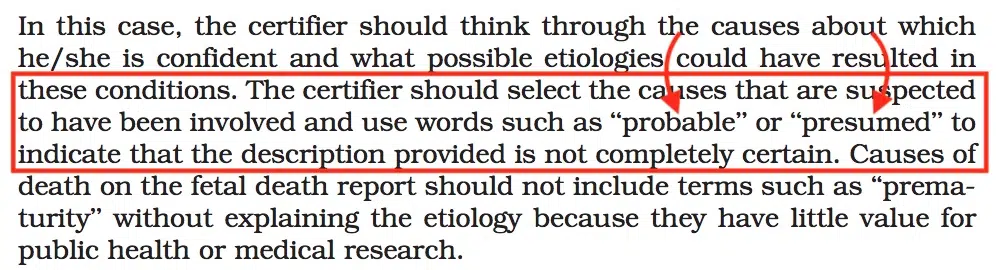 In this case, the certifier should think through the causes about which
he/she is confident and what possible etiologies could have resulted in
these conditions. The certifier should select the causes that are suspected
to have been involved and use words such as “probable” or “presumed” to
indicate that the description provided is not completely certain. Causes of
death on the fetal death report should not include terms such as “prema-
turity” without explaining the etiology because they have little value for
public health or medical research.